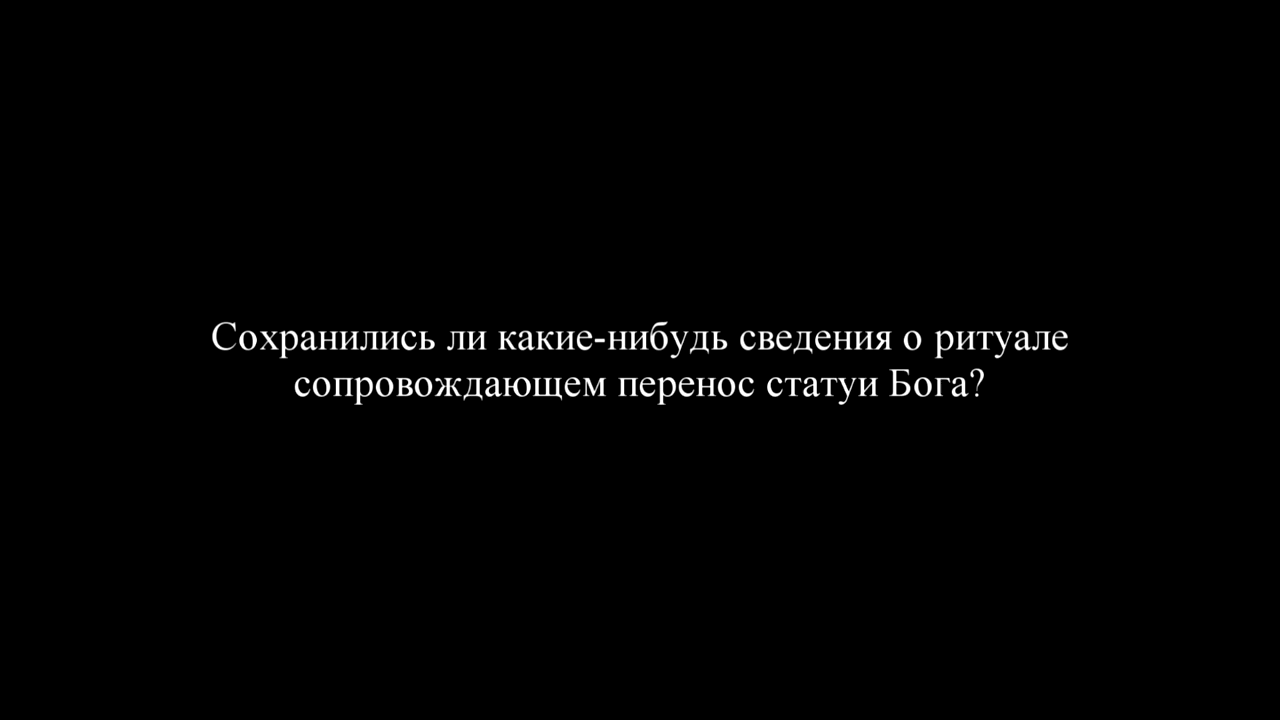 Сохранились ли какие-нибудь сведения о ритуале
сопровождающем перенос статуи Бога?